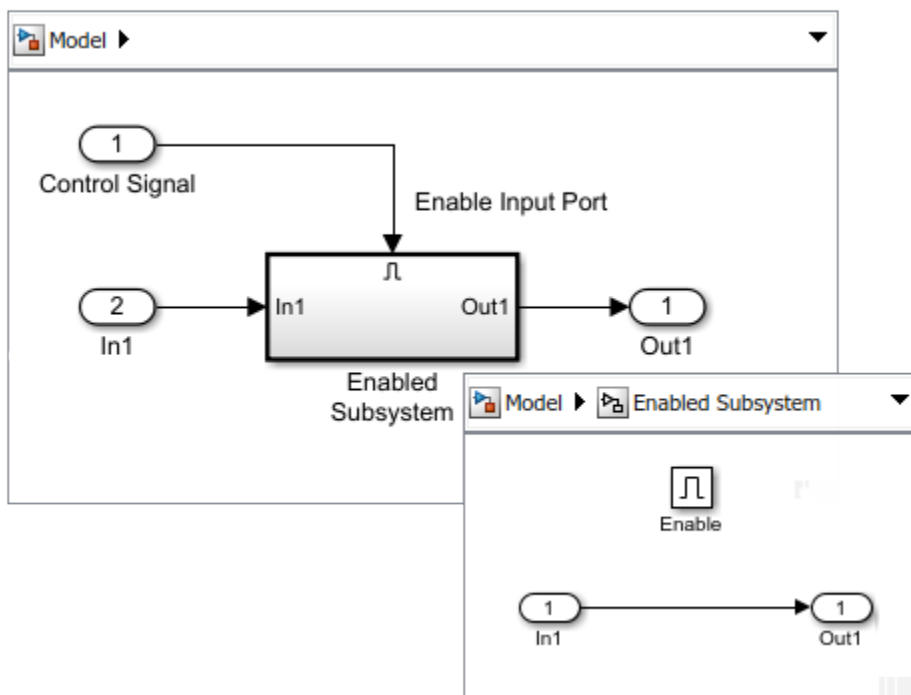 Model
1
Control Signal
Enable Input Port
2
In1
In1
Out1
1
Out1
Enabled
Subsystem
Model Enabled Subsystem
Enable
1
In1
1
Out1